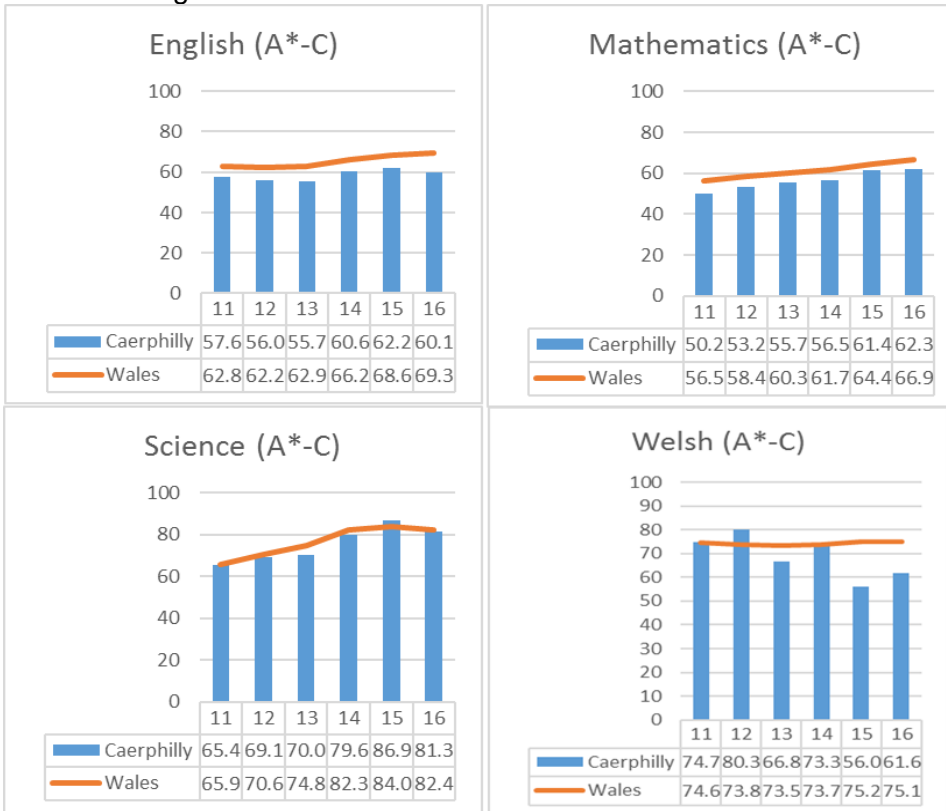 English (A*-C)
100
80
60
40
20
0
11 12 13 14 15 16
Caerphilly 57.6 56.0 55.7 60.6 62.2 60.1
Wales 62.8 62.2 62.9 66.2 68.6 69.3
Mathematics (A*-C)
100
80
60
40
20
0
11 12 13 14 15 16
Caerphilly 50.2 53.2 55.7 56.5 61.4 62.3
Wales 56.5 58.4 60.3 61.7 64.4 66.9
Science (A*-C)
100
80
60
40
20
0
11 12 13 14 15 16
Caerphilly 65.4 69.1 70.0 79.6 86.9 81.3
Wales 65.9 70.6 74.8 82.3 84.0 82.4
Welsh (A*-C)
100
90
80
70
60
50
40
30
20
10
0
11 12 13 14 15 16
Caerphilly 74.7 80.3 66.8 73.3 56.0 61.6
Wales 74.6 73.8 73.5 73.7 75.2 75.1